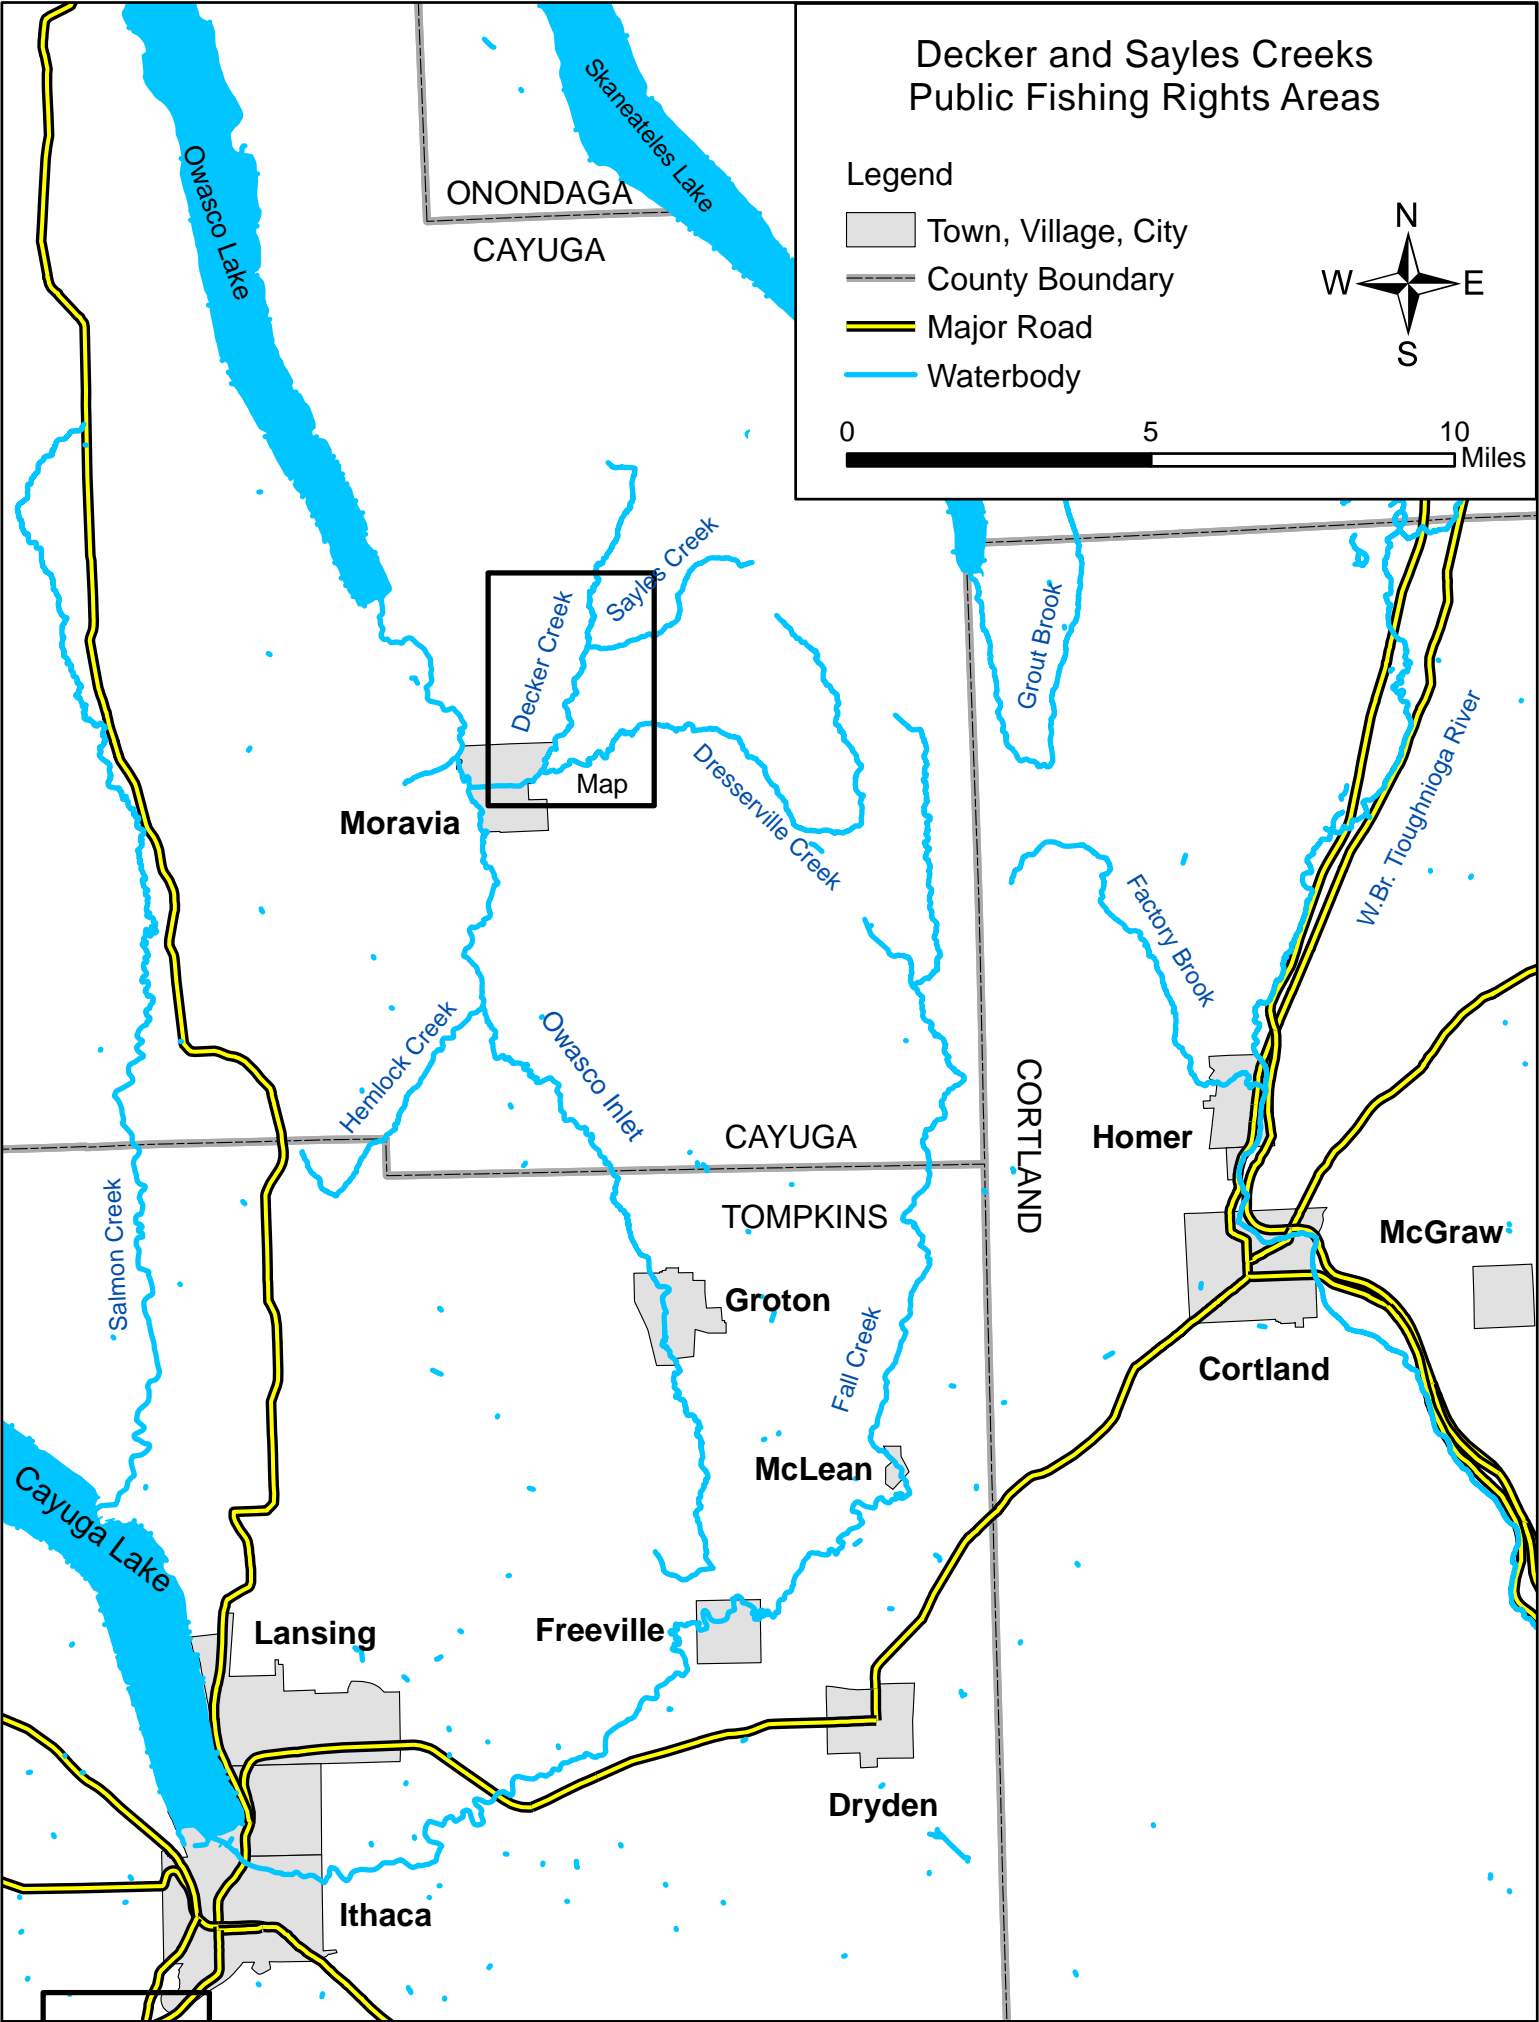 Decker and Sayles Creeks
Public Fishing Rights Areas
Legend
Town, Village, City
County Boundary
Major Road
Waterbody
N
W
E
S
0
5
10
Miles
Skaneateles Lake
Owasco Lake
ONONDAGA
CAYUGA
Sayles Creek
Decker Creek
Grout Brook
Map
Moravia
Dresserville Creek
W.Br. Tioughnioga River
Factory Brook
Hemlock Creek
Owasco Inlet
CAYUGA
CORTLAND
Homer
Salmon Creek
TOMPKINS
McGraw
Groton
Fall Creek
Cortland
McLean
Cayuga Lake
Lansing
Freeville
Dryden
Ithaca